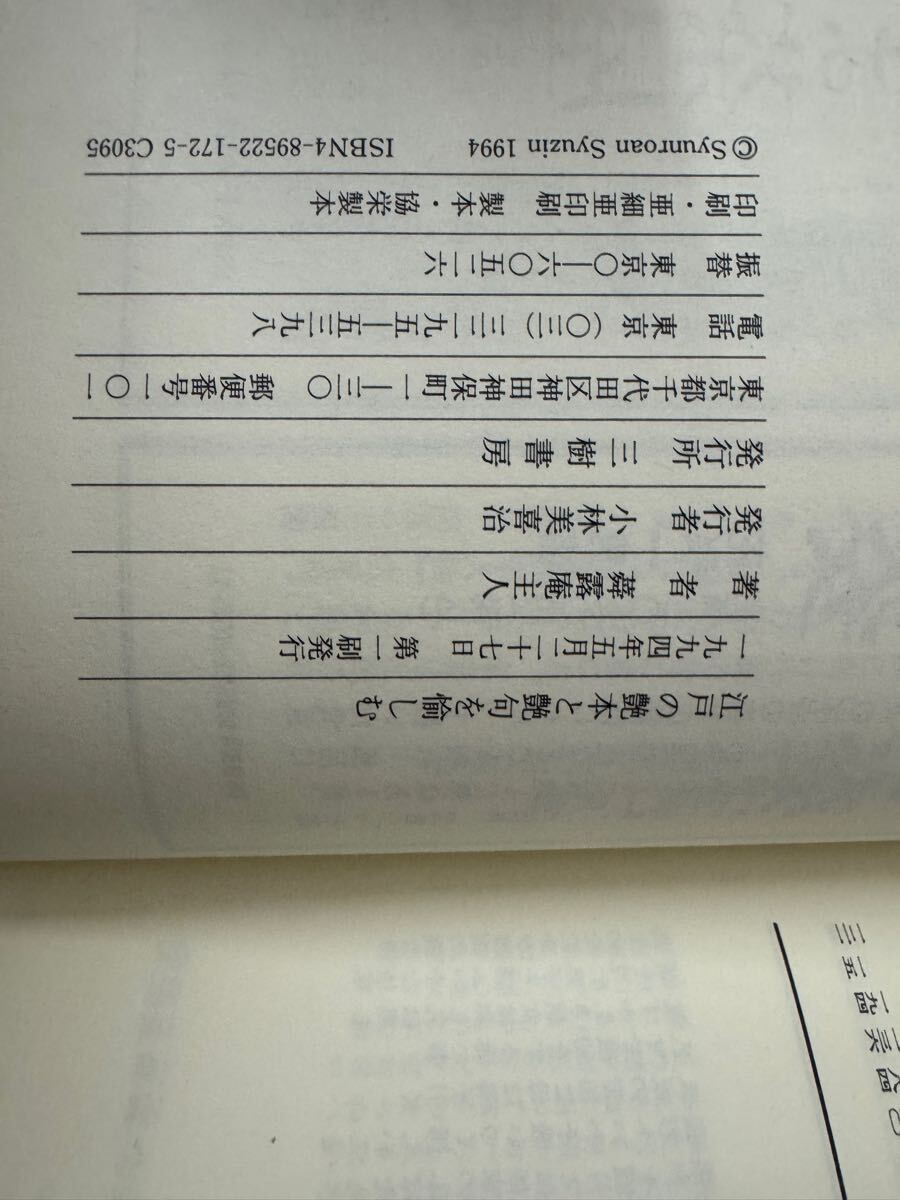 江戸の艶本と艶句を愉しむ
一九九四年五月二十七日 第一刷発行
著者 蕣露庵主人
発行者 小林美喜治
発行所 三樹書房
東京都千代田区神田神保町一―三〇 郵便番号一〇一
電話 東京(〇三)三二九五―五三九八
振替 東京〇―六〇五二六
印刷・亜細亜印刷 製本・協栄製本
©Syunroan Syuzin 1994 ISBN4-89522-172-5 C3095